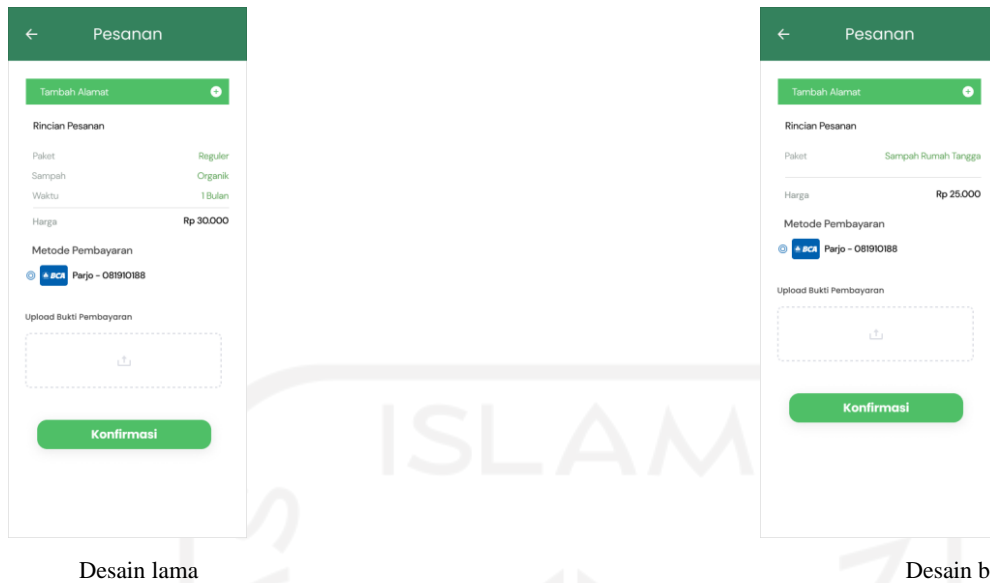 Pesanan
Tambah Alamat
Rincian Pesanan
Paket Reguler
Sampah Organik
Waktu 1 Bulan
Harga Rp 30.000
Metode Pembayaran
BCA Parjo - 081910188
Upload Bukti Pembayaran
Konfirmasi
Desain lama
Pesanan
Tambah Alamat
Rincian Pesanan
Paket Sampah Rumah Tangga
Harga Rp 25.000
Metode Pembayaran
BCA Parjo - 081910188
Upload Bukti Pembayaran
Konfirmasi
Desain b
ISLAM